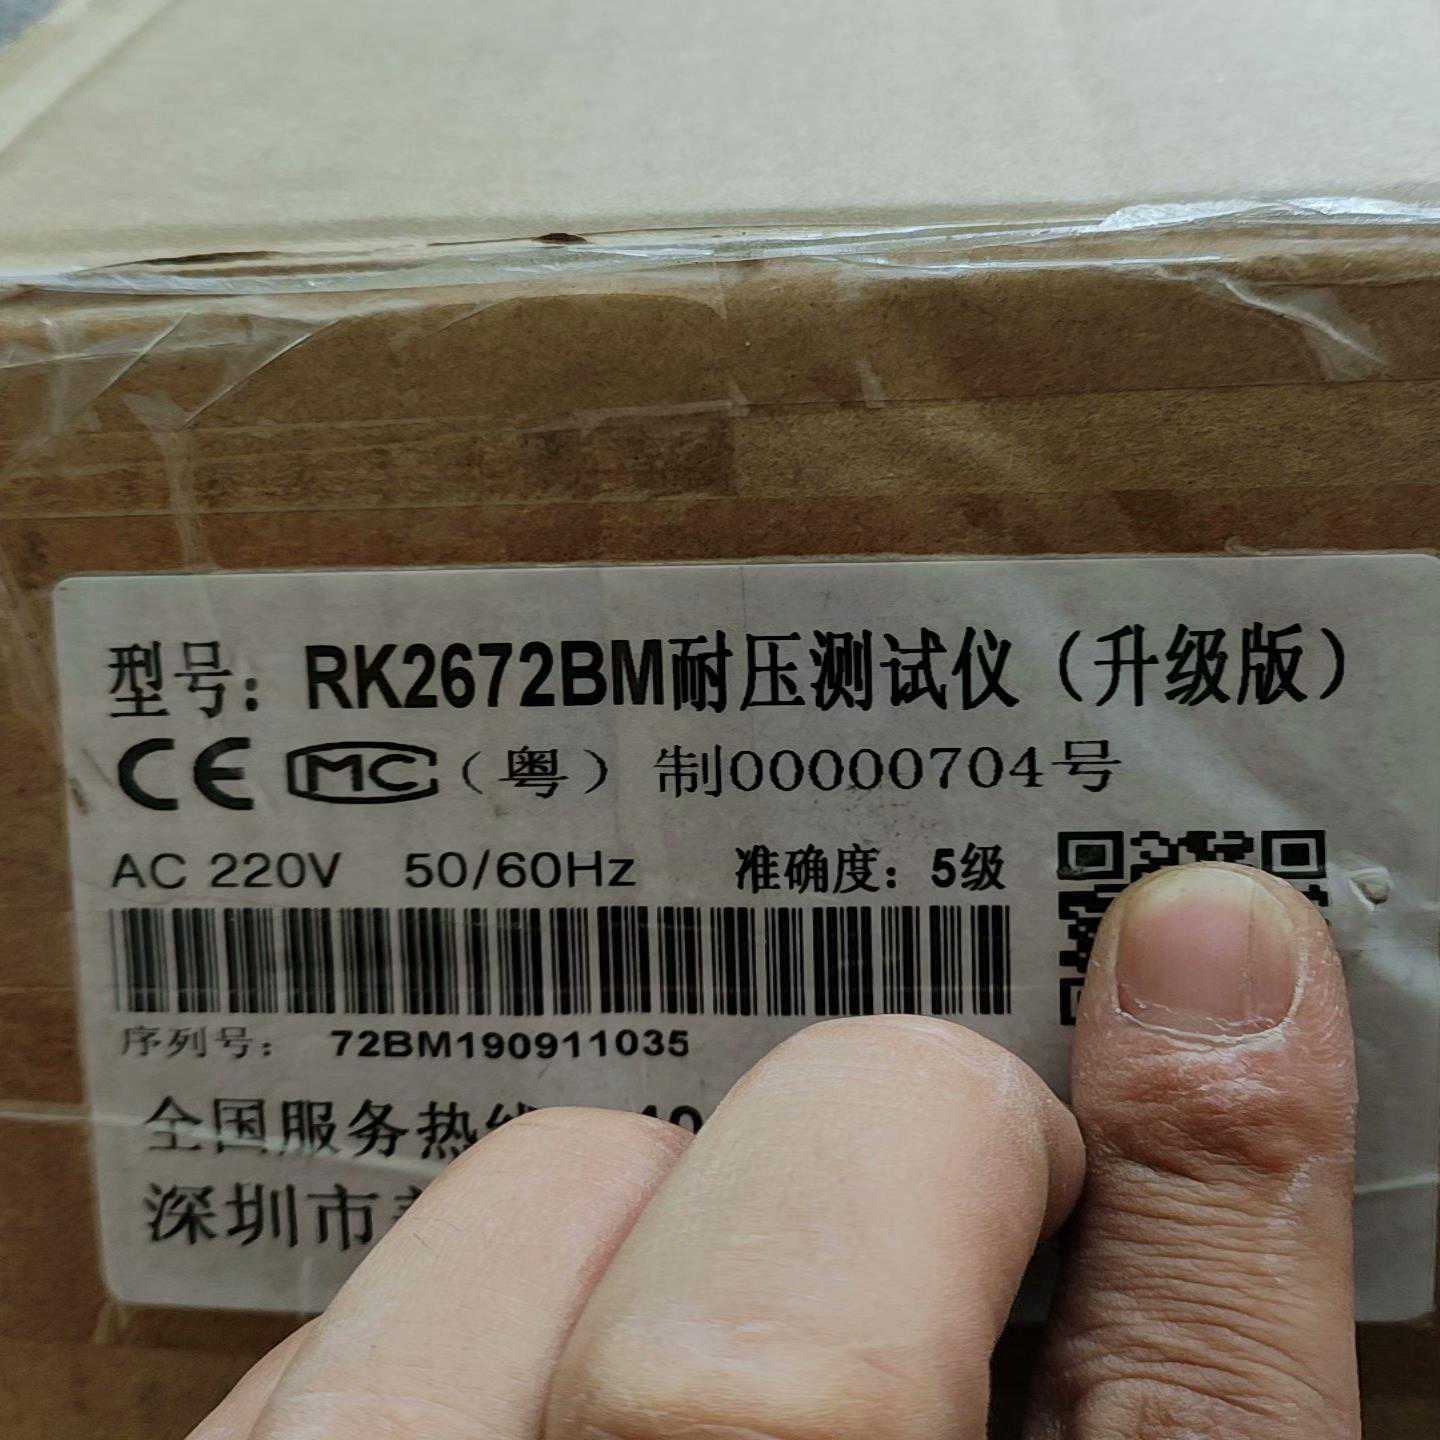 型号：RK2672BM耐压测试仪（升级版）
CE MC（粤）制00000704号
AC 220V 50/60Hz 准确度：5级
序列号： 72BM190911035
全国服务热
深圳市